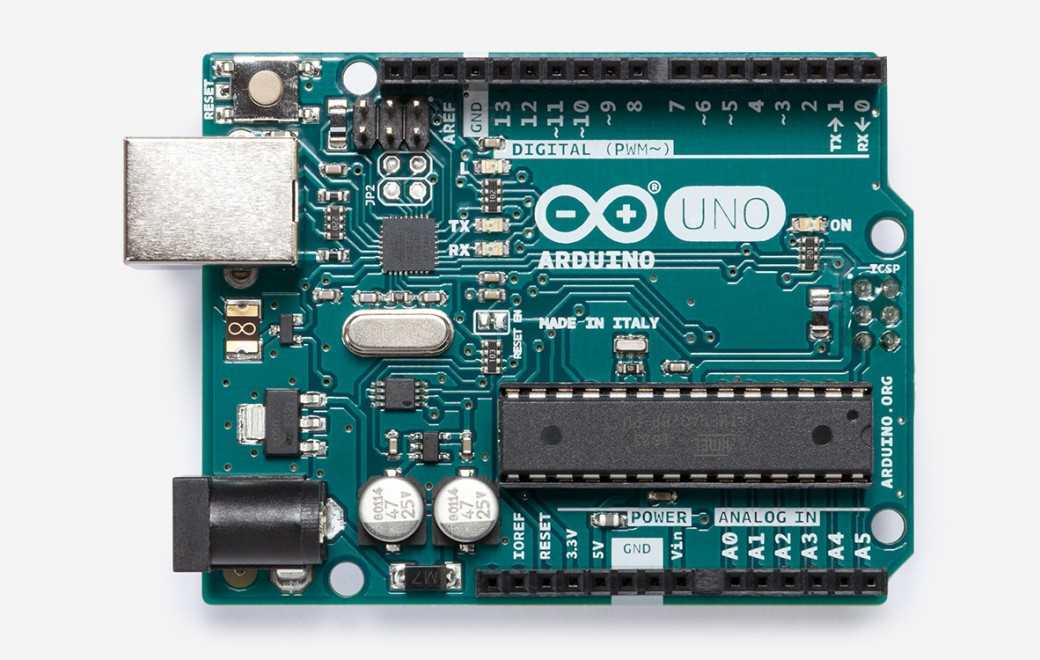 RESET
AREF
GND
13
12
~11
~10
~9
8
7
~6
~5
4
~3
2
TX→1
RX←0
DIGITAL (PWM~)
JP2
L
TX
RX
®
UNO
ON
ARDUINO
ICSP
RESET EN
MADE IN ITALY
ARDUINO.ORG
47
25V
47
25V
M7
POWER
ANALOG IN
IOREF
RESET
3.3V
5V
GND
Vin
A0
A1
A2
A3
A4
A5